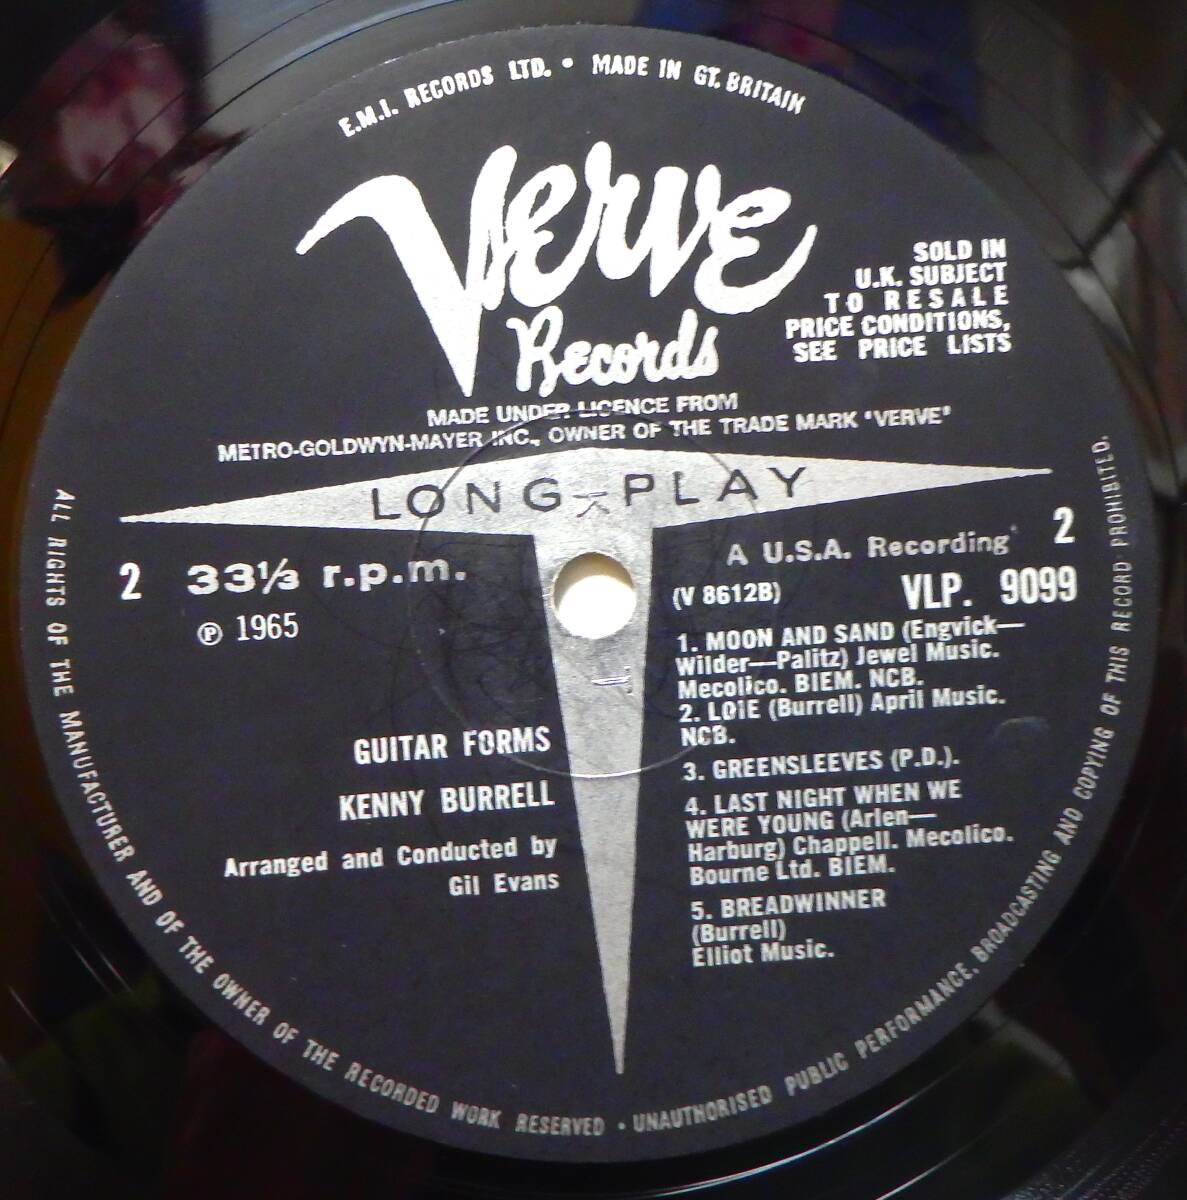 E.M.I. RECORDS LTD. • MADE IN GT. BRITAIN
Verve
Records
SOLD IN
U.K. SUBJECT
TO RESALE
PRICE CONDITIONS,
SEE PRICE LISTS
MADE UNDER LICENCE FROM
METRO-GOLDWYN-MAYER INC., OWNER OF THE TRADE MARK "VERVE"
LONG PLAY
2 33⅓ r.p.m.
℗ 1965
A U.S.A. Recording 2
(V 8612B) VLP. 9099
1. MOON AND SAND (Engvick—
Wilder—Palitz) Jewel Music.
Mecolico. BIEM. NCB.
2. LOIE (Burrell) April Music.
NCB.
3. GREENSLEEVES (P.D.).
4. LAST NIGHT WHEN WE
WERE YOUNG (Arlen—
Harburg) Chappell. Mecolico.
Bourne Ltd. BIEM.
5. BREADWINNER
(Burrell)
Elliot Music.
GUITAR FORMS
KENNY BURRELL
Arranged and Conducted by
Gil Evans
ALL RIGHTS OF THE MANUFACTURER AND OF THE OWNER OF THE RECORDED WORK RESERVED • UNAUTHORISED PUBLIC PERFORMANCE, BROADCASTING AND COPYING OF THIS RECORD PROHIBITED.